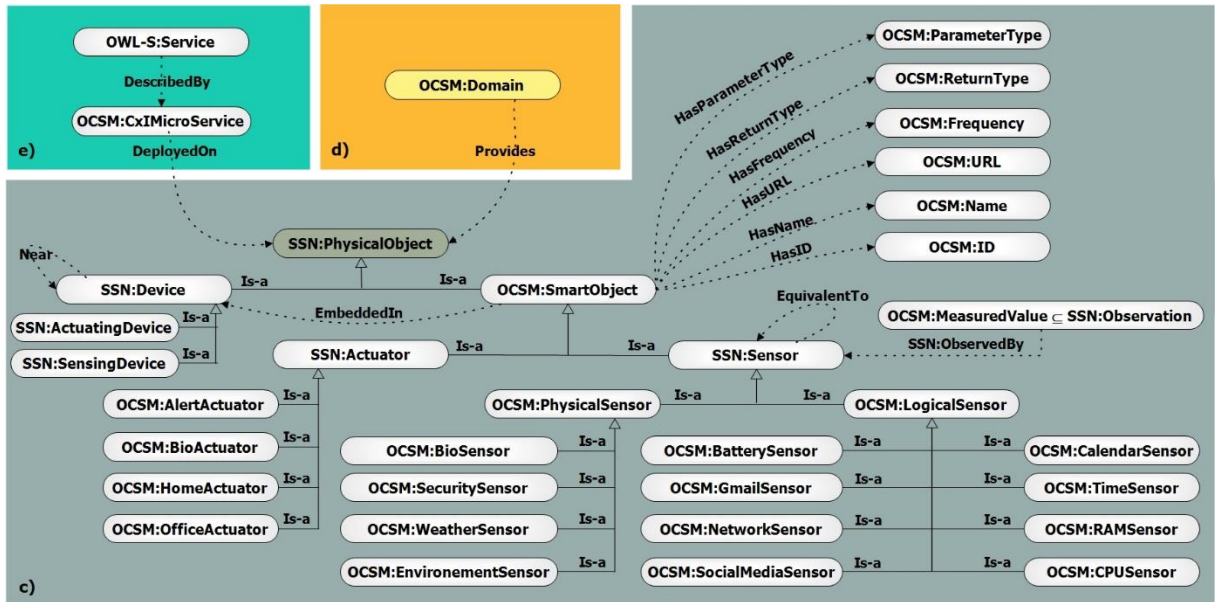 OWL-S:Service
DescribedBy
OCSM:CxIMicroService
e)
DeployedOn
OCSM:Domain
d)
Provides
OCSM:ParameterType
OCSM:ReturnType
OCSM:Frequency
OCSM:URL
OCSM:Name
OCSM:ID
HasParameterType
HasReturnType
HasFrequency
HasURL
HasName
HasID
SSN:PhysicalObject
Near
SSN:Device
Is-a
Is-a
OCSM:SmartObject
EmbeddedIn
SSN:ActuatingDevice
Is-a
SSN:SensingDevice
Is-a
EquivalentTo
OCSM:MeasuredValue ⊆ SSN:Observation
SSN:ObservedBy
SSN:Actuator
Is-a
Is-a
SSN:Sensor
OCSM:AlertActuator
Is-a
OCSM:BioActuator
Is-a
OCSM:HomeActuator
Is-a
OCSM:OfficeActuator
Is-a
OCSM:PhysicalSensor
Is-a
Is-a
OCSM:LogicalSensor
OCSM:BioSensor
Is-a
OCSM:SecuritySensor
Is-a
OCSM:WeatherSensor
Is-a
OCSM:EnvironementSensor
Is-a
OCSM:BatterySensor
Is-a
Is-a
OCSM:CalendarSensor
OCSM:GmailSensor
Is-a
Is-a
OCSM:TimeSensor
OCSM:NetworkSensor
Is-a
Is-a
OCSM:RAMSensor
OCSM:SocialMediaSensor
Is-a
Is-a
OCSM:CPUSensor
c)